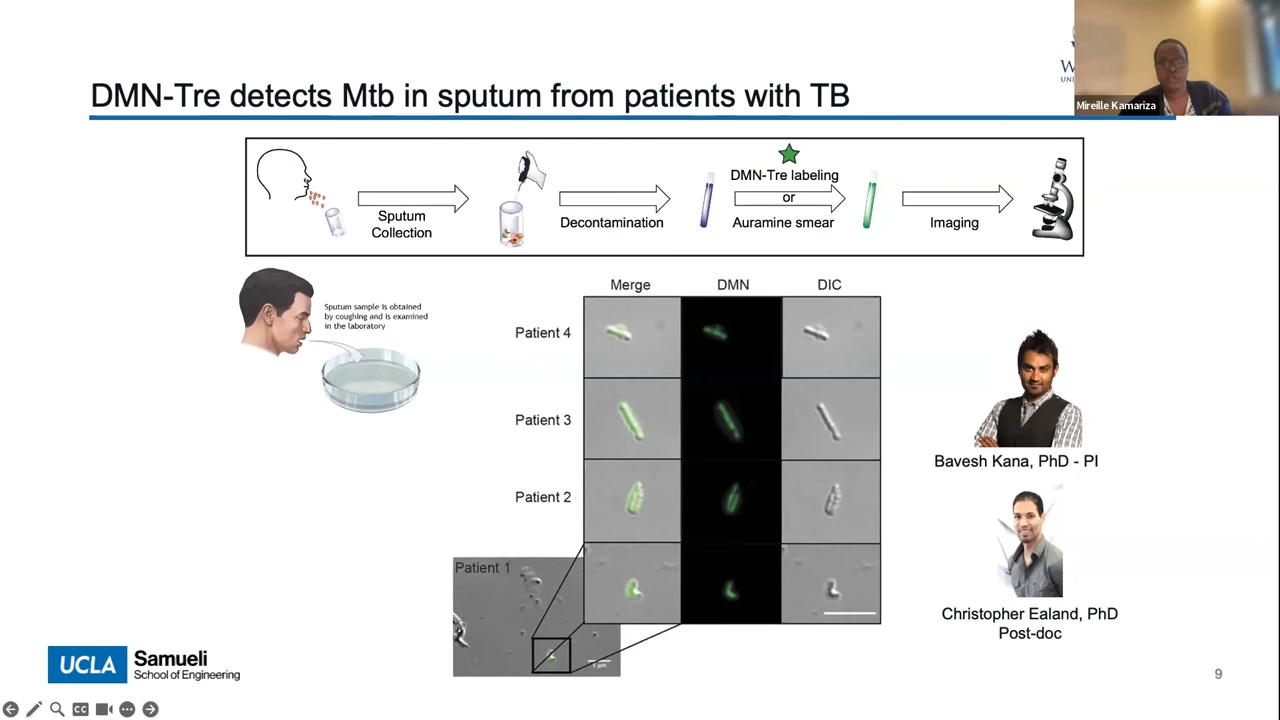 DMN-Tre detects Mtb in sputum from patients with TB
Mireille Kamariza
Sputum
Collection
Decontamination
DMN-Tre labeling
or
Auramine smear
Imaging
Sputum sample is obtained
by coughing and is examined
in the laboratory
Merge
DMN
DIC
Patient 4
Patient 3
Patient 2
Patient 1
Bavesh Kana, PhD - PI
Christopher Ealand, PhD
Post-doc
UCLA
Samueli
School of Engineering
9
CC